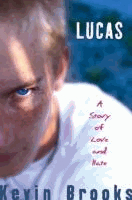 LUCAS
A
Story
of
Love
and
Hate
Kevin Brooks